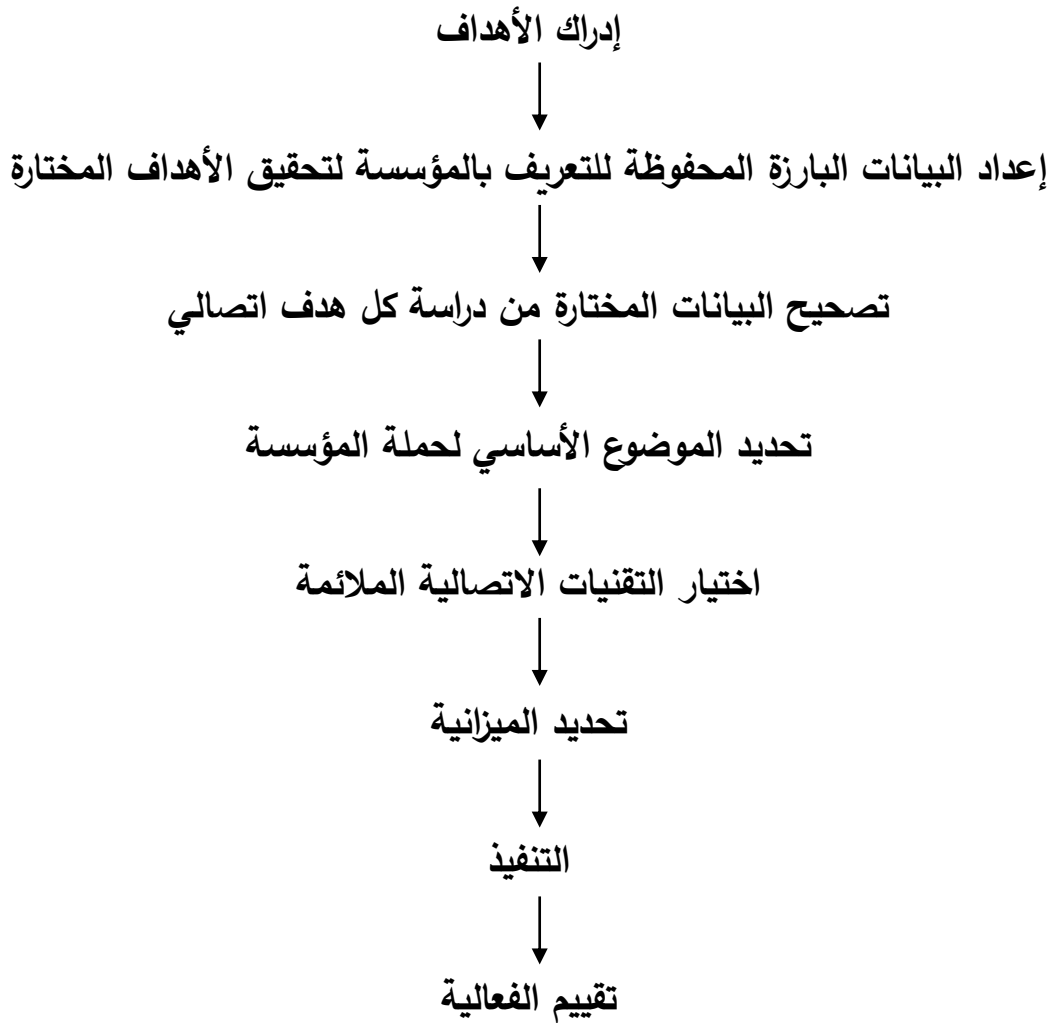 إدراك الأهداف
إعداد البيانات البارزة المحفوظة للتعريف بالمؤسسة لتحقيق الأهداف المختارة
تصحيح البيانات المختارة من دراسة كل هدف اتصالي
تحديد الموضوع الأساسي لحملة المؤسسة
اختيار التقنيات الاتصالية الملائمة
تحديد الميزانية
التنفيذ
تقييم الفعالية